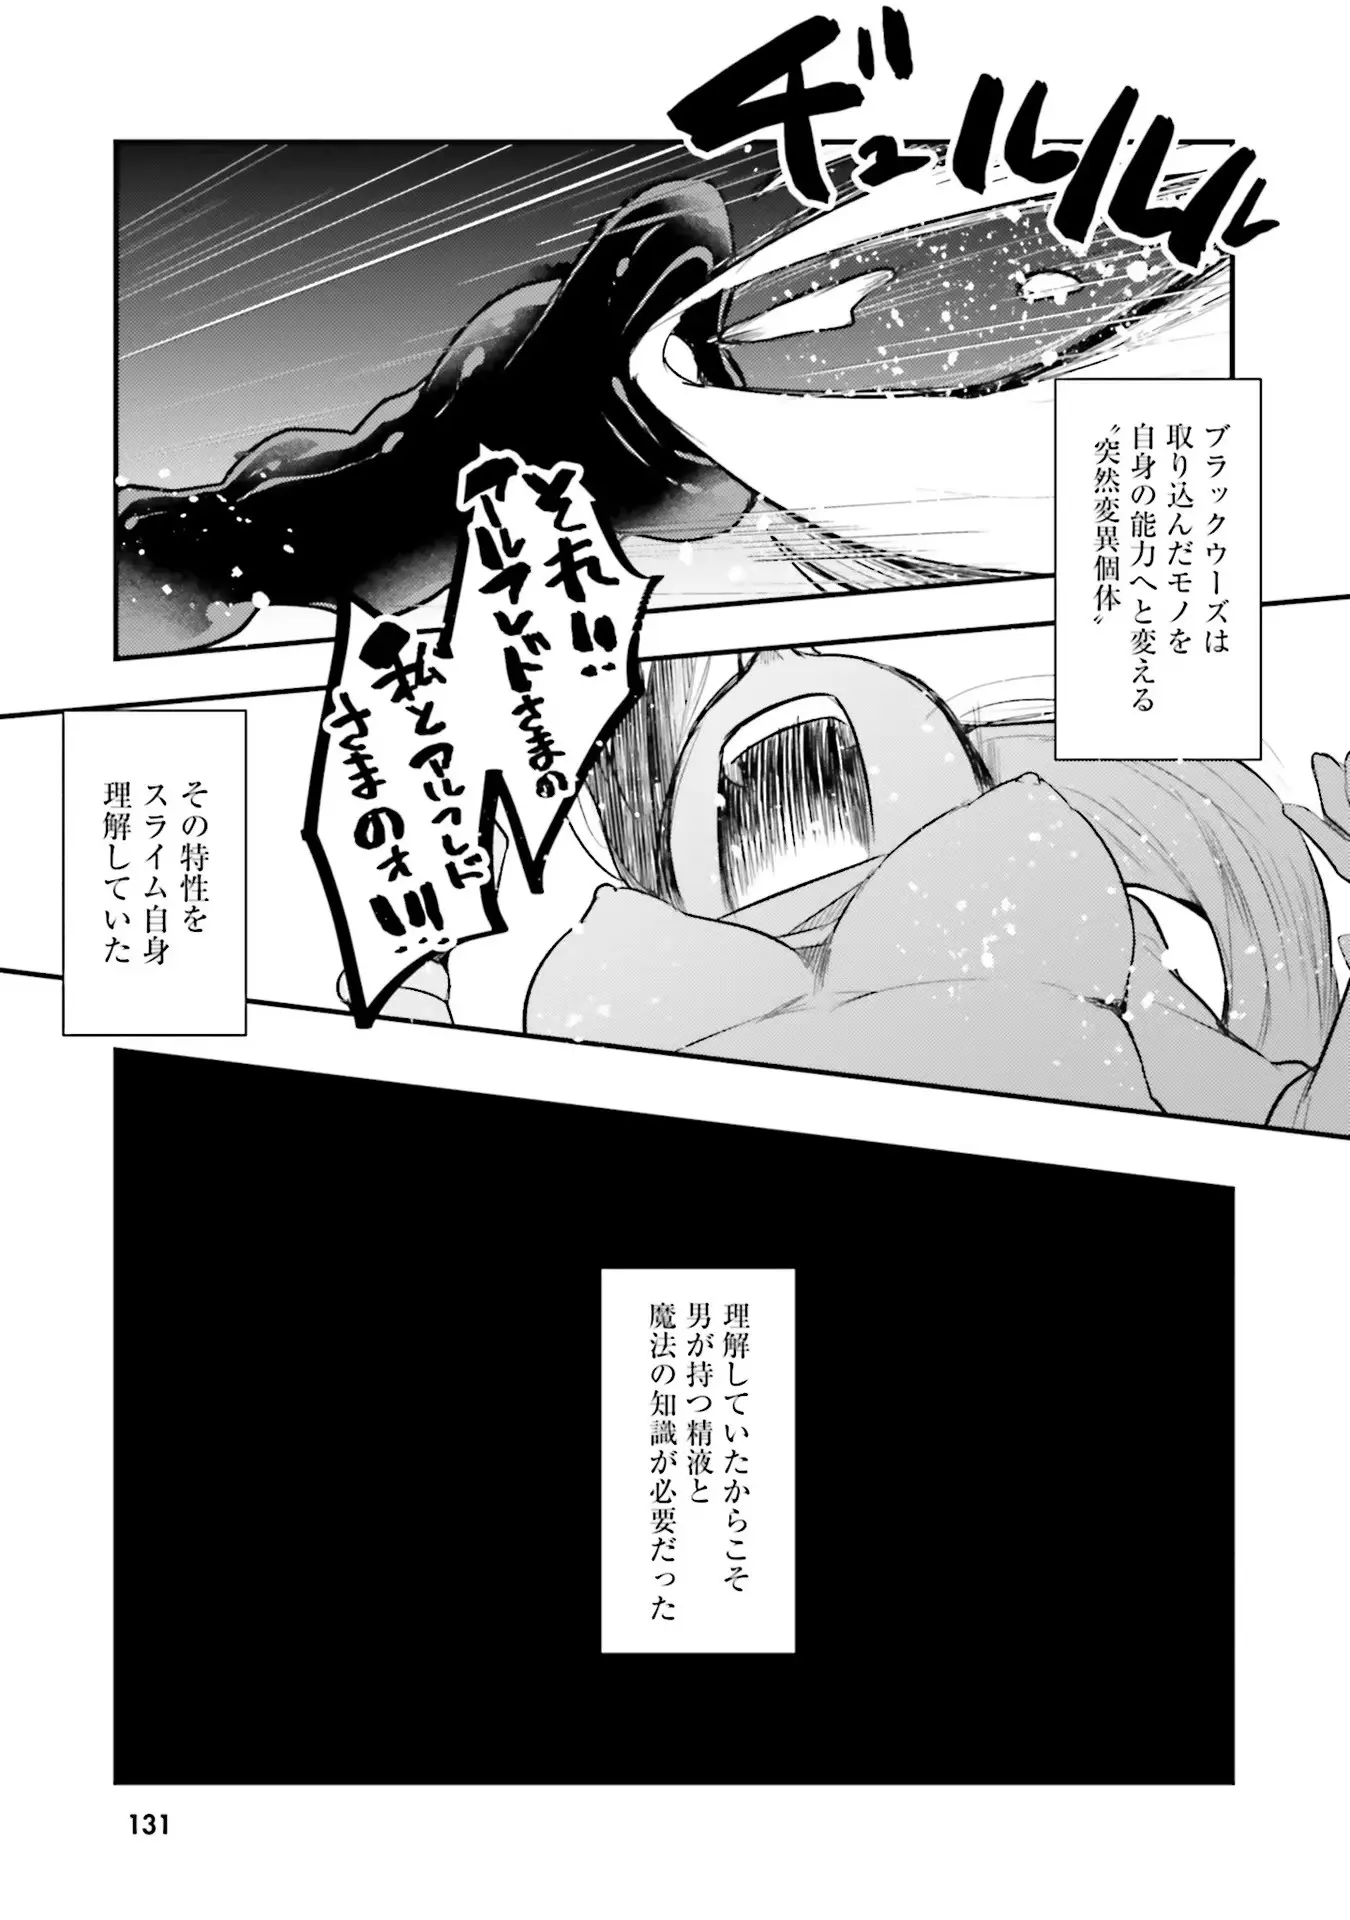 ヂュルルルル
ブラックウーズは
取り込んだモノを
自身の能力へと変える
〝突然変異個体〟
それ!!
アルフレドさまの
私とアルフレド
さまのォ!!!
その特性を
スライム自身
理解していた
理解していたからこそ
男が持つ精液と
魔法の知識が必要だった
131